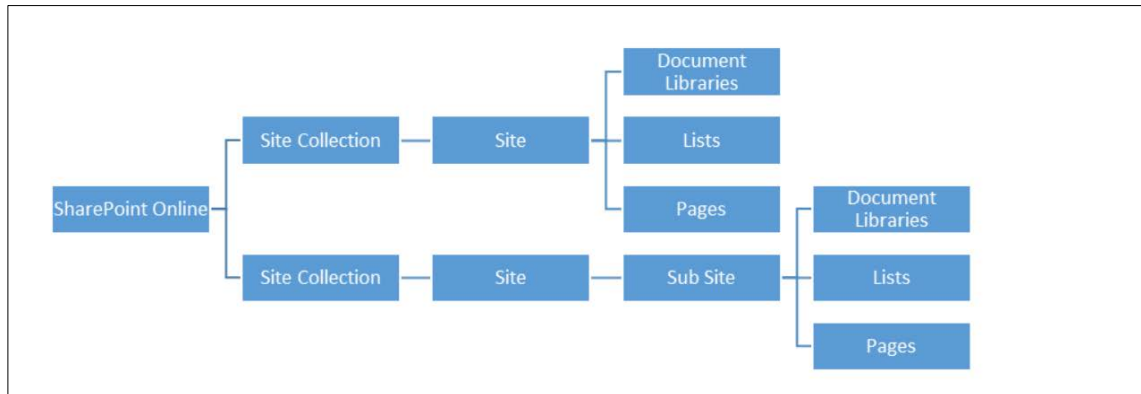 Document
Libraries
Site Collection
Site
Lists
SharePoint Online
Pages
Document
Libraries
Site Collection
Site
Sub Site
Lists
Pages